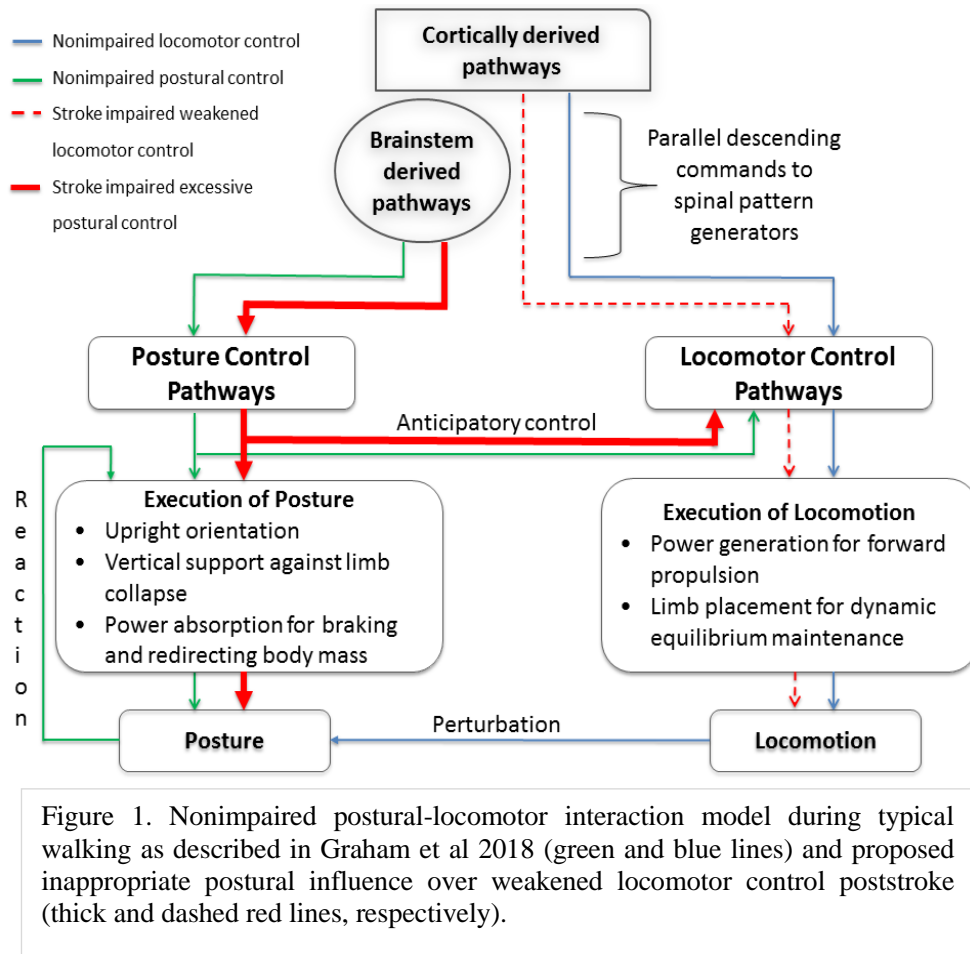 Nonimpaired locomotor control
Nonimpaired postural control
Stroke impaired weakened
locomotor control
Stroke impaired excessive
postural control
Cortically derived
pathways
Brainstem
derived
pathways
Parallel descending
commands to
spinal pattern
generators
Posture Control
Pathways
Locomotor Control
Pathways
Anticipatory control
Reaction
Execution of Posture
• Upright orientation
• Vertical support against limb
collapse
• Power absorption for braking
and redirecting body mass
Execution of Locomotion
• Power generation for forward
propulsion
• Limb placement for dynamic
equilibrium maintenance
Posture
Perturbation
Locomotion
Figure 1. Nonimpaired postural-locomotor interaction model during typical
walking as described in Graham et al 2018 (green and blue lines) and proposed
inappropriate postural influence over weakened locomotor control poststroke
(thick and dashed red lines, respectively).